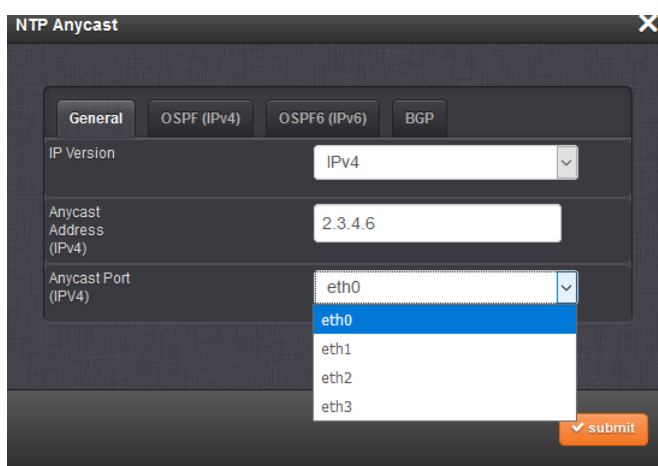 NTP Anycast
General OSPF (IPv4) OSPF6 (IPv6) BGP
IP Version IPv4
Anycast
Address
(IPv4)
2.3.4.6
Anycast Port
(IPV4)
eth0
eth0
eth1
eth2
eth3
submit